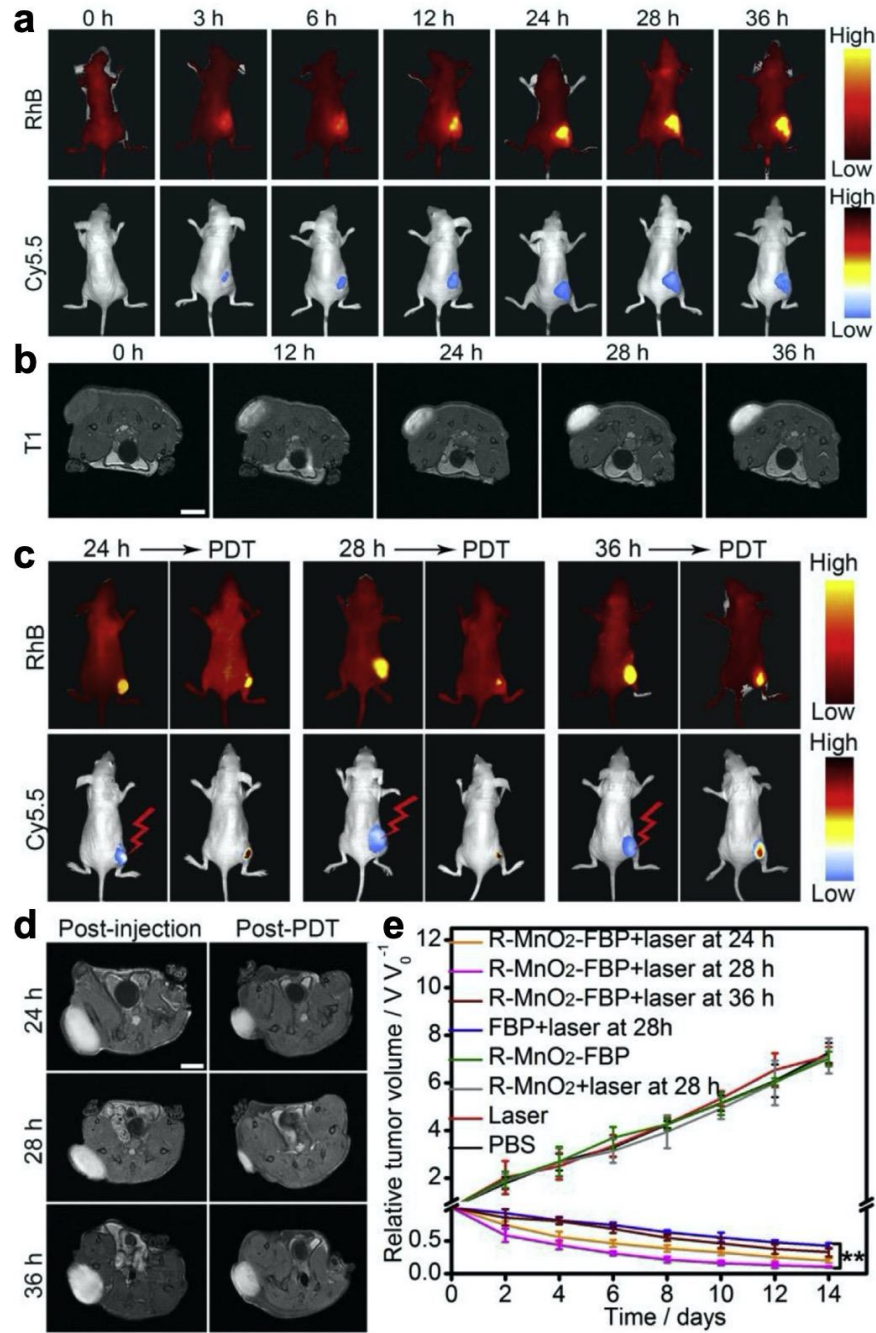 a
0 h 3 h 6 h 12 h 24 h 28 h 36 h
RhB
High
Low
Cy5.5
High
Low
b
0 h 12 h 24 h 28 h 36 h
T1
c
24 h PDT 28 h PDT 36 h PDT
RhB
High
Low
Cy5.5
High
Low
d
Post-injection Post-PDT
24 h
28 h
36 h
e
Relative tumor volume / V V₀⁻¹
12
10
8
6
4
2
0.5
0.0
R-MnO₂-FBP+laser at 24 h
R-MnO₂-FBP+laser at 28 h
R-MnO₂-FBP+laser at 36 h
FBP+laser at 28h
R-MnO₂-FBP
R-MnO₂+laser at 28 h
Laser
PBS
**
0 2 4 6 8 10 12 14
Time / days